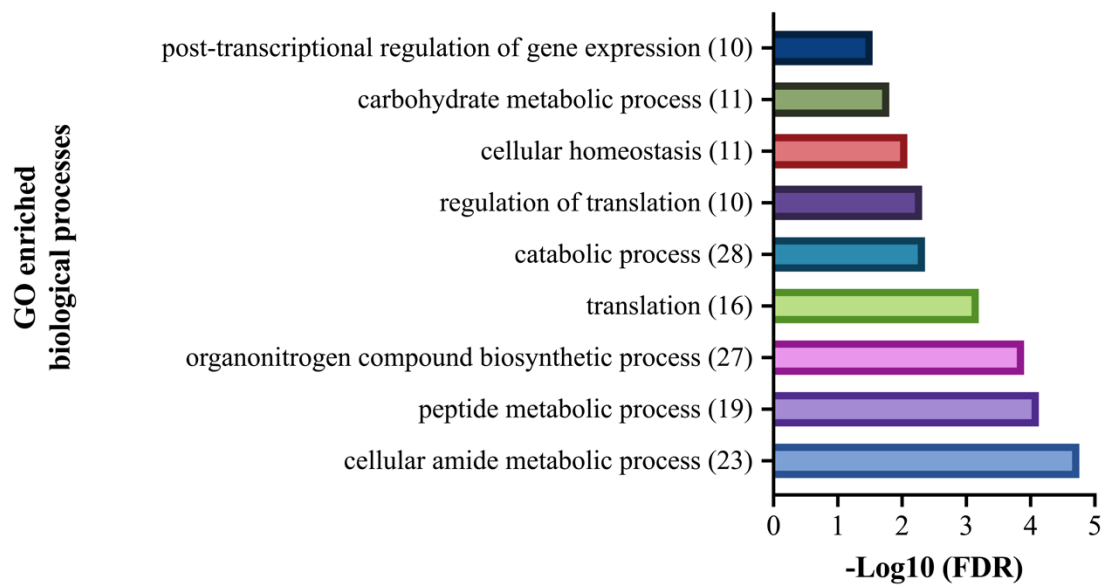 GO enriched
biological processes
post-transcriptional regulation of gene expression (10)
carbohydrate metabolic process (11)
cellular homeostasis (11)
regulation of translation (10)
catabolic process (28)
translation (16)
organonitrogen compound biosynthetic process (27)
peptide metabolic process (19)
cellular amide metabolic process (23)
0 1 2 3 4 5
-Log10 (FDR)